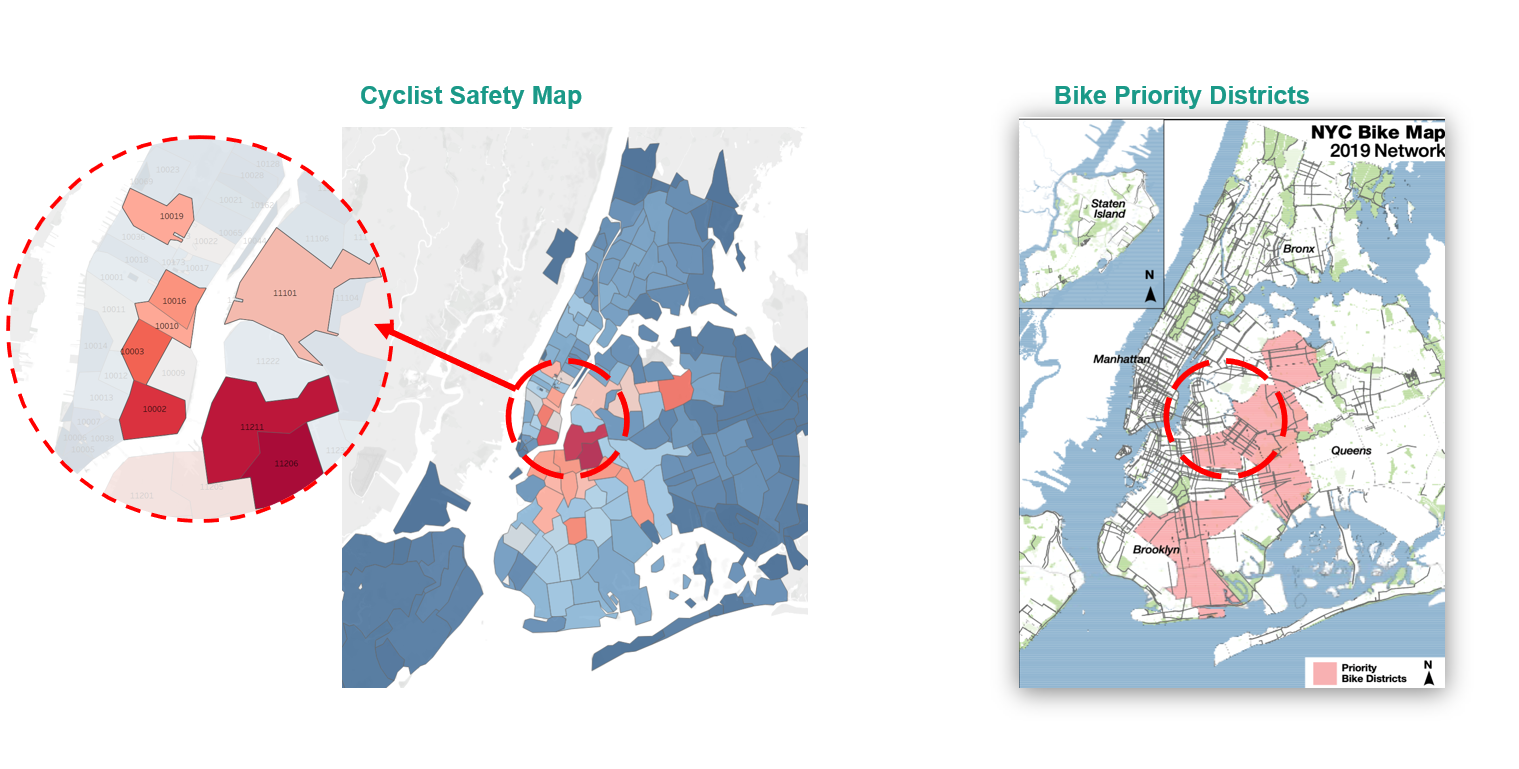 Cyclist Safety Map
Bike Priority Districts
10023
10028
10021
10019
10022
10036
10018
10017
10001
10016
10011
10010
10003
10014
10009
10012
10002
10013
10007
11106
11101
11104
11222
11211
11206
11201
NYC Bike Map
2019 Network
Staten
Island
N
Bronx
Manhattan
Queens
Brooklyn
Priority
Bike Districts
N